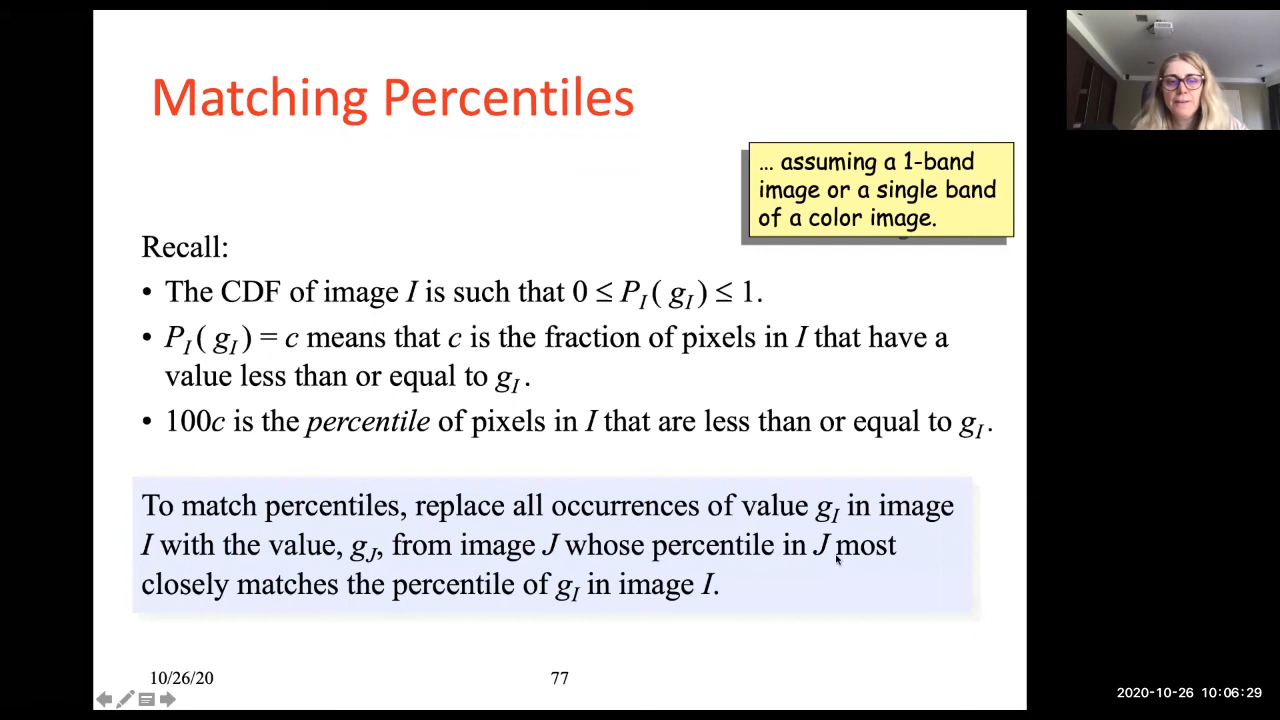 Matching Percentiles
… assuming a 1-band
image or a single band
of a color image.
Recall:
• The CDF of image I is such that 0 ≤ P_I ( g_I ) ≤ 1.
• P_I ( g_I ) = c means that c is the fraction of pixels in I that have a
value less than or equal to g_I .
• 100c is the percentile of pixels in I that are less than or equal to g_I .
To match percentiles, replace all occurrences of value g_I in image
I with the value, g_J, from image J whose percentile in J most
closely matches the percentile of g_I in image I.
10/26/20
77
2020-10-26 10:06:29